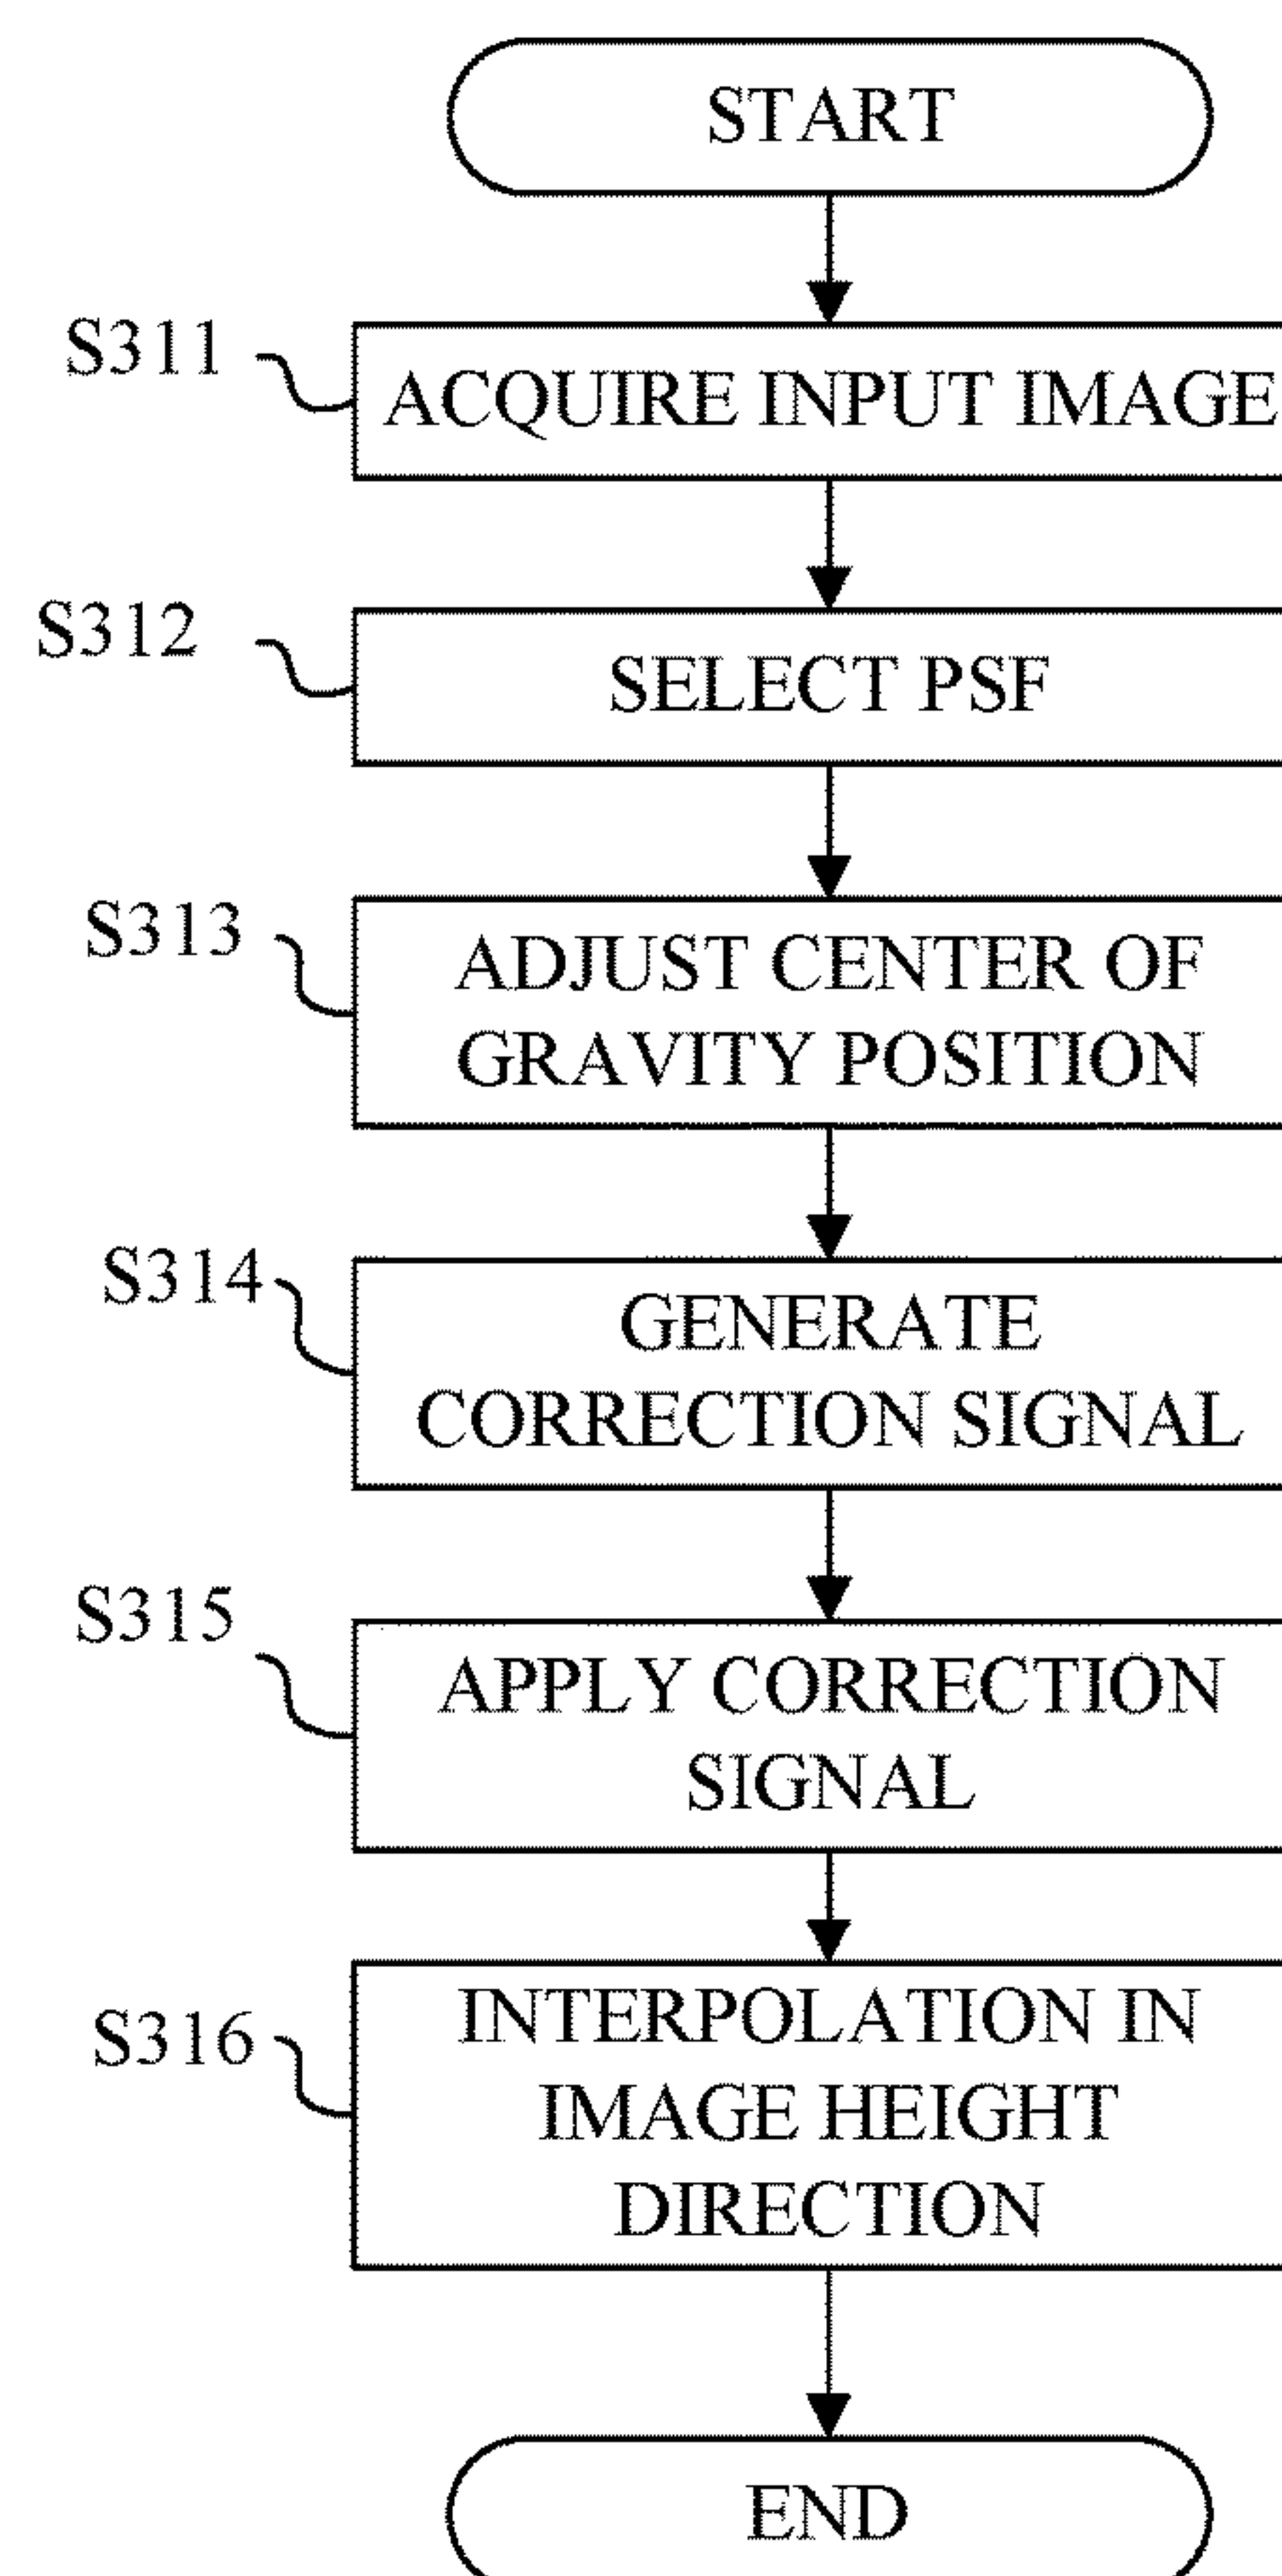 START
S311
ACQUIRE INPUT IMAGE
S312
SELECT PSF
S313
ADJUST CENTER OF
GRAVITY POSITION
S314
GENERATE
CORRECTION SIGNAL
S315
APPLY CORRECTION
SIGNAL
S316
INTERPOLATION IN
IMAGE HEIGHT
DIRECTION
END